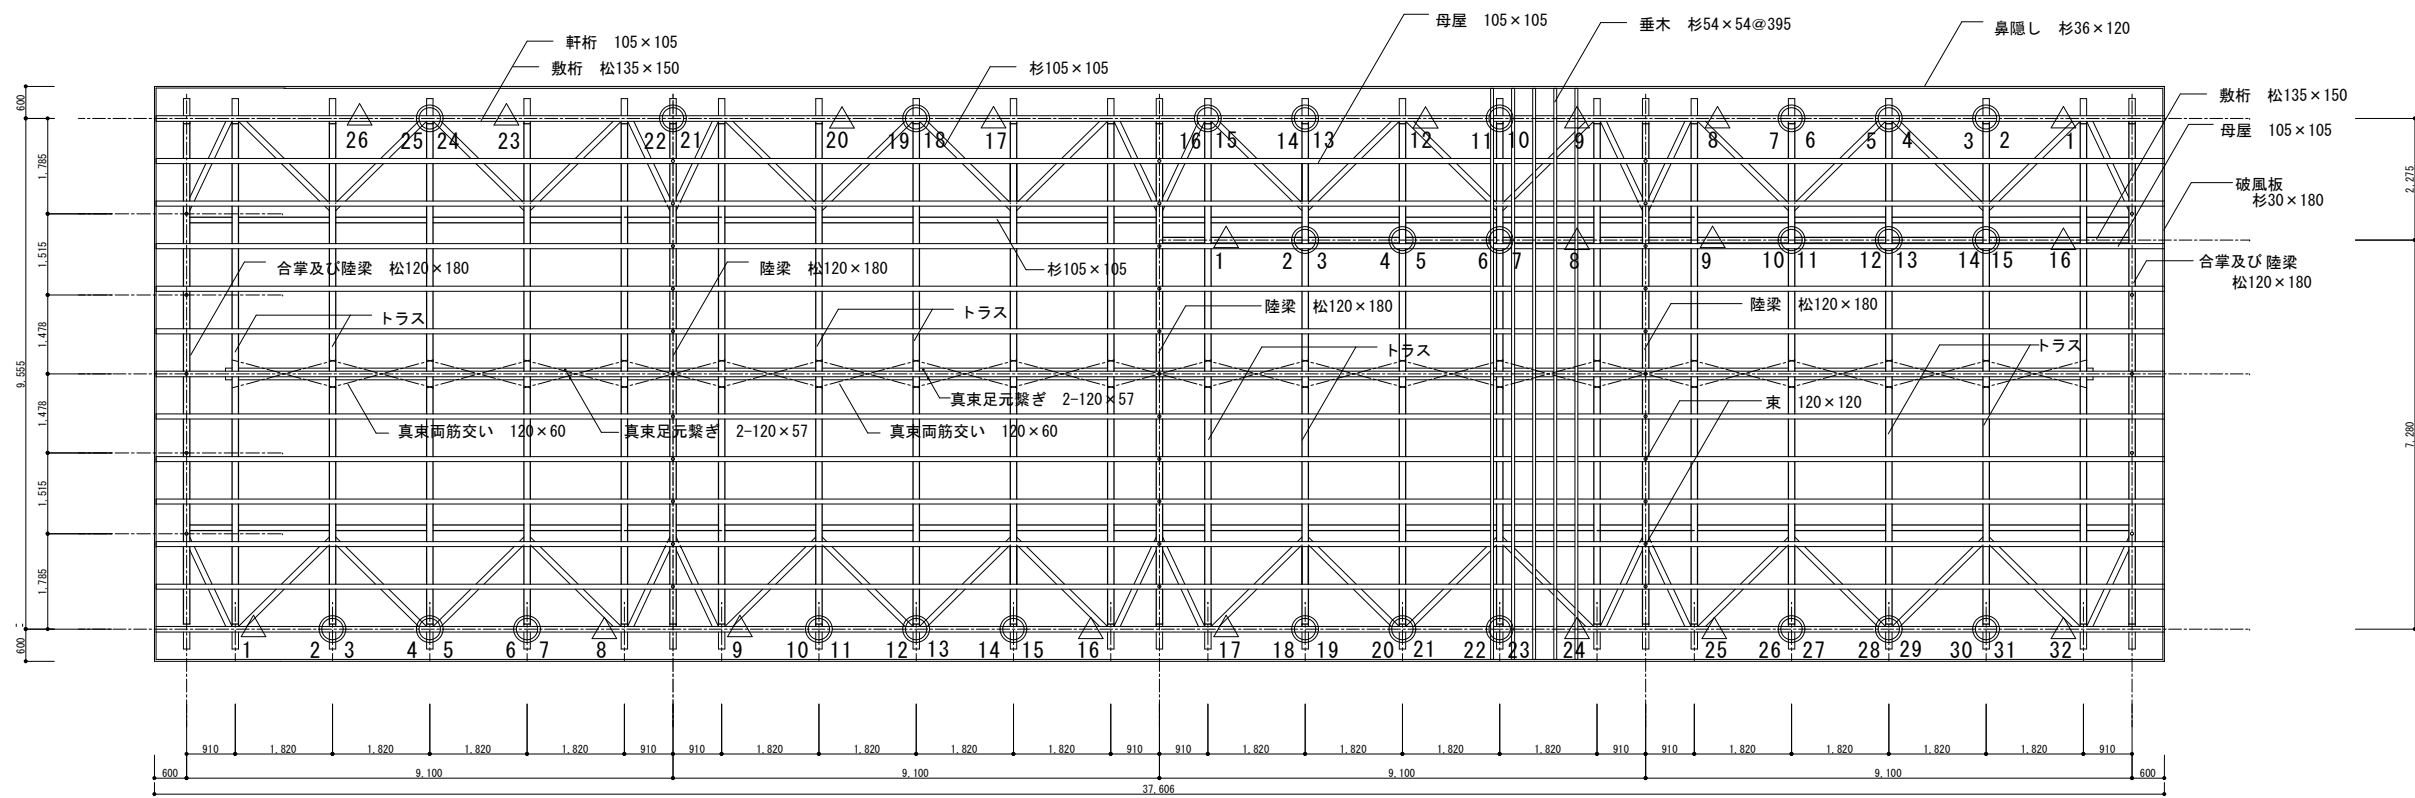 母屋 105×105
垂木 杉54×54@395
鼻隠し 杉36×120
軒桁 105×105
敷桁 松135×150
杉105×105
敷桁 松135×150
母屋 105×105
600
26 25 24 23 22 21 20 19 18 17 16 15 14 13 12 11 10 9 8 7 6 5 4 3 2 1
1,785
2,275
破風板
杉30×180
1,515
1 2 3 4 5 6 7 8 9 10 11 12 13 14 15 16
合掌及び陸梁 松120×180
陸梁 松120×180
杉105×105
合掌及び 陸梁
松120×180
陸梁 松120×180
陸梁 松120×180
トラス
トラス
トラス
トラス
1,478
9,555
真束足元繋ぎ 2-120×57
束 120×120
1,478
真束両筋交い 120×60
真束足元繋ぎ 2-120×57
真束両筋交い 120×60
7,280
1,515
1,785
600
1 2 3 4 5 6 7 8 9 10 11 12 13 14 15 16 17 18 19 20 21 22 23 24 25 26 27 28 29 30 31 32
910 1,820 1,820 1,820 1,820 910 910 1,820 1,820 1,820 1,820 910 910 1,820 1,820 1,820 1,820 910 910 1,820 1,820 1,820 1,820 910
600 9,100 9,100 9,100 9,100 600
37,606